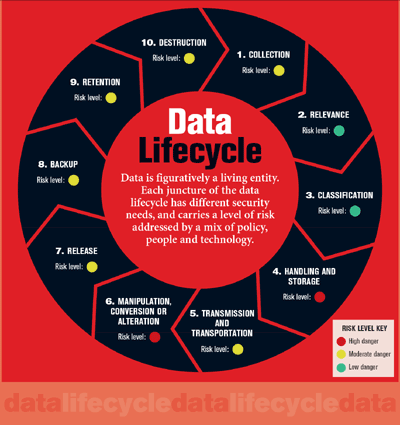 10. DESTRUCTION
Risk level:
1. COLLECTION
Risk level:
9. RETENTION
Risk level:
2. RELEVANCE
Risk level:
Data
Lifecycle
Data is figuratively a living entity.
Each juncture of the data
lifecycle has different security
needs, and carries a level of risk
addressed by a mix of policy,
people and technology.
8. BACKUP
Risk level:
3. CLASSIFICATION
Risk level:
7. RELEASE
Risk level:
4. HANDLING AND
STORAGE
Risk level:
6. MANIPULATION,
CONVERSION OR
ALTERATION
Risk level:
5. TRANSMISSION
AND
TRANSPORTATION
Risk level:
RISK LEVEL KEY
High danger
Moderate danger
Low danger
datalifecycledatalifecycledata